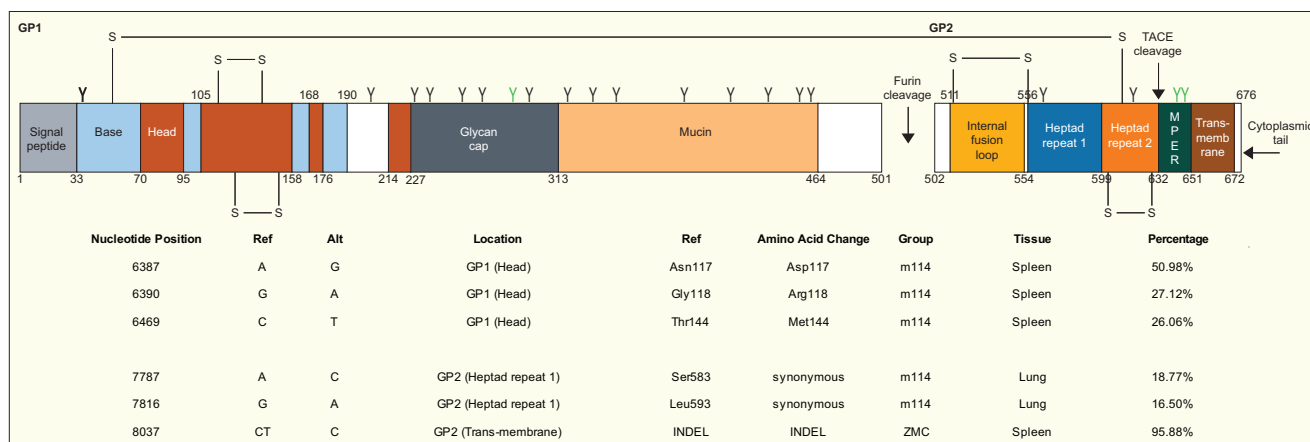 GP1 GP2
S S TACE cleavage
S S S S
Y Y Y Y Y Y Y Y Y Y Y Y Y Y Y Y Y Y Y Y
105 168 190 Furin cleavage 511 556 676
Signal peptide Base Head Glycan cap Mucin Internal fusion loop Heptad repeat 1 Heptad repeat 2 MPER Trans-membrane Cytoplasmic tail
1 33 70 95 158 176 214 227 313 464 501 502 554 599 632 651 672
S S S S
Nucleotide Position Ref Alt Location Ref Amino Acid Change Group Tissue Percentage
6387 A G GP1 (Head) Asn117 Asp117 m114 Spleen 50.98%
6390 G A GP1 (Head) Gly118 Arg118 m114 Spleen 27.12%
6469 C T GP1 (Head) Thr144 Met144 m114 Spleen 26.06%
7787 A C GP2 (Heptad repeat 1) Ser583 synonymous m114 Lung 18.77%
7816 G A GP2 (Heptad repeat 1) Leu593 synonymous m114 Lung 16.50%
8037 CT C GP2 (Trans-membrane) INDEL INDEL ZMC Spleen 95.88%